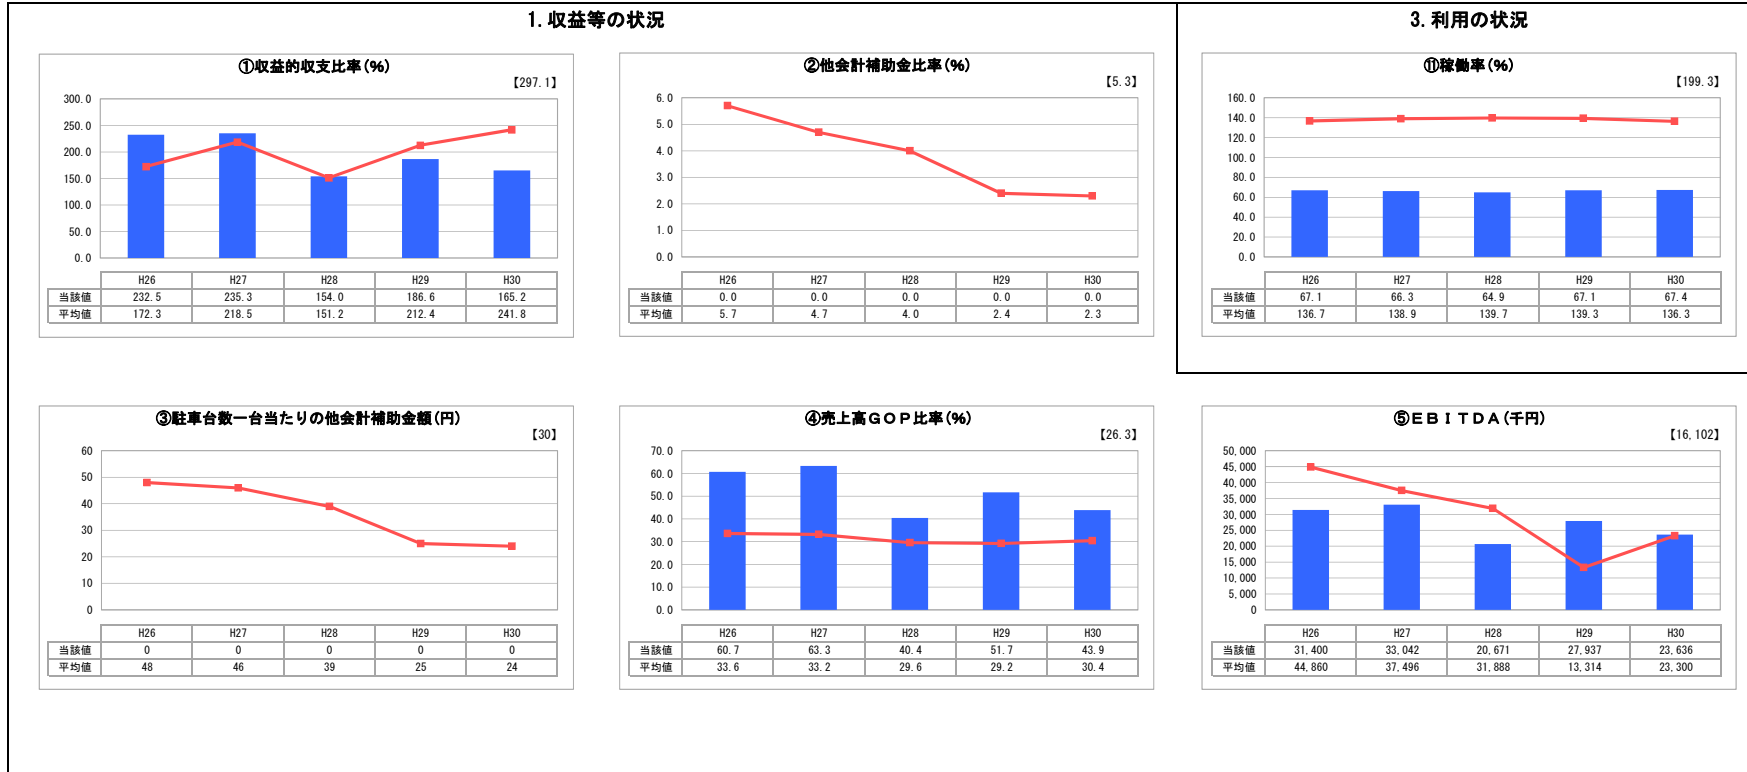 1. 収益等の状況
3. 利用の状況
①収益的収支比率(%)
【297.1】
300.0
250.0
200.0
150.0
100.0
50.0
0.0
H26 H27 H28 H29 H30
当該値 232.5 235.3 154.0 186.6 165.2
平均値 172.3 218.5 151.2 212.4 241.8
②他会計補助金比率(%)
【5.3】
6.0
5.0
4.0
3.0
2.0
1.0
0.0
H26 H27 H28 H29 H30
当該値 0.0 0.0 0.0 0.0 0.0
平均値 5.7 4.7 4.0 2.4 2.3
⑪稼働率(%)
【199.3】
160.0
140.0
120.0
100.0
80.0
60.0
40.0
20.0
0.0
H26 H27 H28 H29 H30
当該値 67.1 66.3 64.9 67.1 67.4
平均値 136.7 138.9 139.7 139.3 136.3
③駐車台数一台当たりの他会計補助金額(円)
【30】
60
50
40
30
20
10
0
H26 H27 H28 H29 H30
当該値 0 0 0 0 0
平均値 48 46 39 25 24
④売上高GOP比率(%)
【26.3】
70.0
60.0
50.0
40.0
30.0
20.0
10.0
0.0
H26 H27 H28 H29 H30
当該値 60.7 63.3 40.4 51.7 43.9
平均値 33.6 33.2 29.6 29.2 30.4
⑤EBITDA(千円)
【16,102】
50,000
45,000
40,000
35,000
30,000
25,000
20,000
15,000
10,000
5,000
0
H26 H27 H28 H29 H30
当該値 31,400 33,042 20,671 27,937 23,636
平均値 44,860 37,496 31,888 13,314 23,300